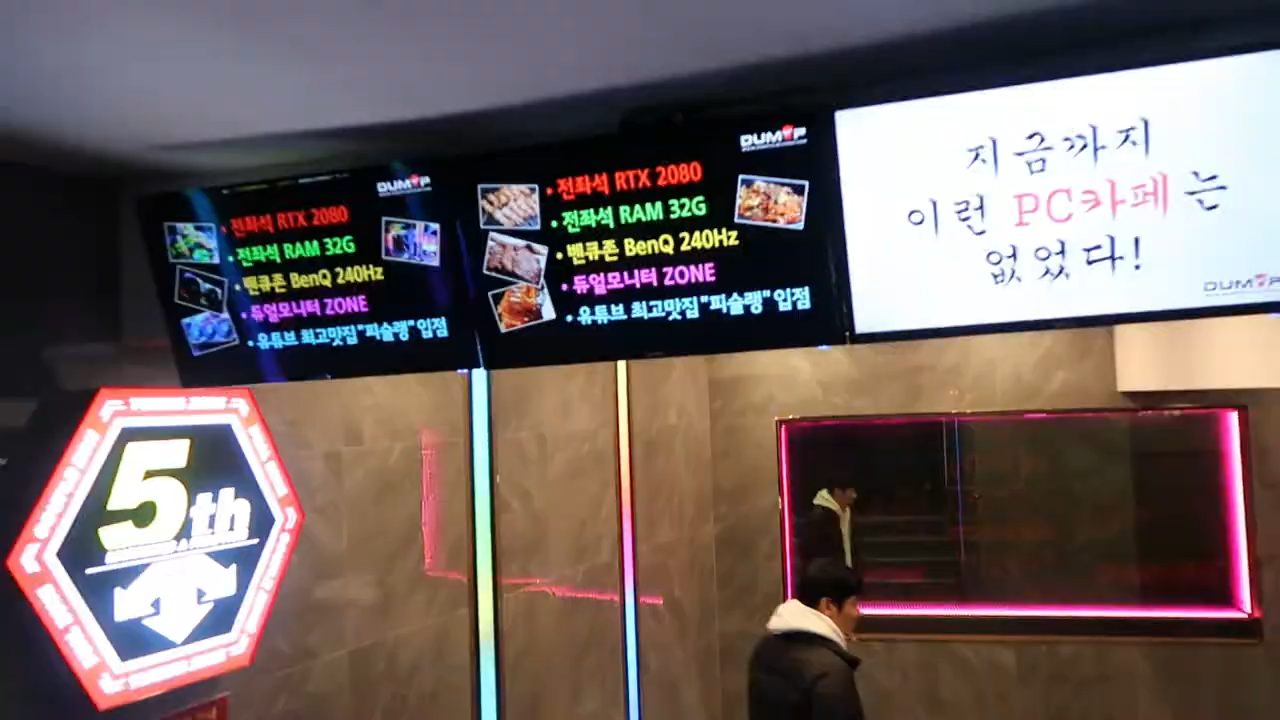 DUMP
• 전좌석 RTX 2080
• 전좌석 RAM 32G
• 벤큐존 BenQ 240Hz
• 듀얼모니터 ZONE
• 유튜브 최고맛집"피슐랭"입점
DUMP
• 전좌석 RTX 2080
• 전좌석 RAM 32G
• 벤큐존 BenQ 240Hz
• 듀얼모니터 ZONE
• 유튜브 최고맛집"피슐랭"입점
지금까지
이런 PC카페는
없었다!
DUMP
5th